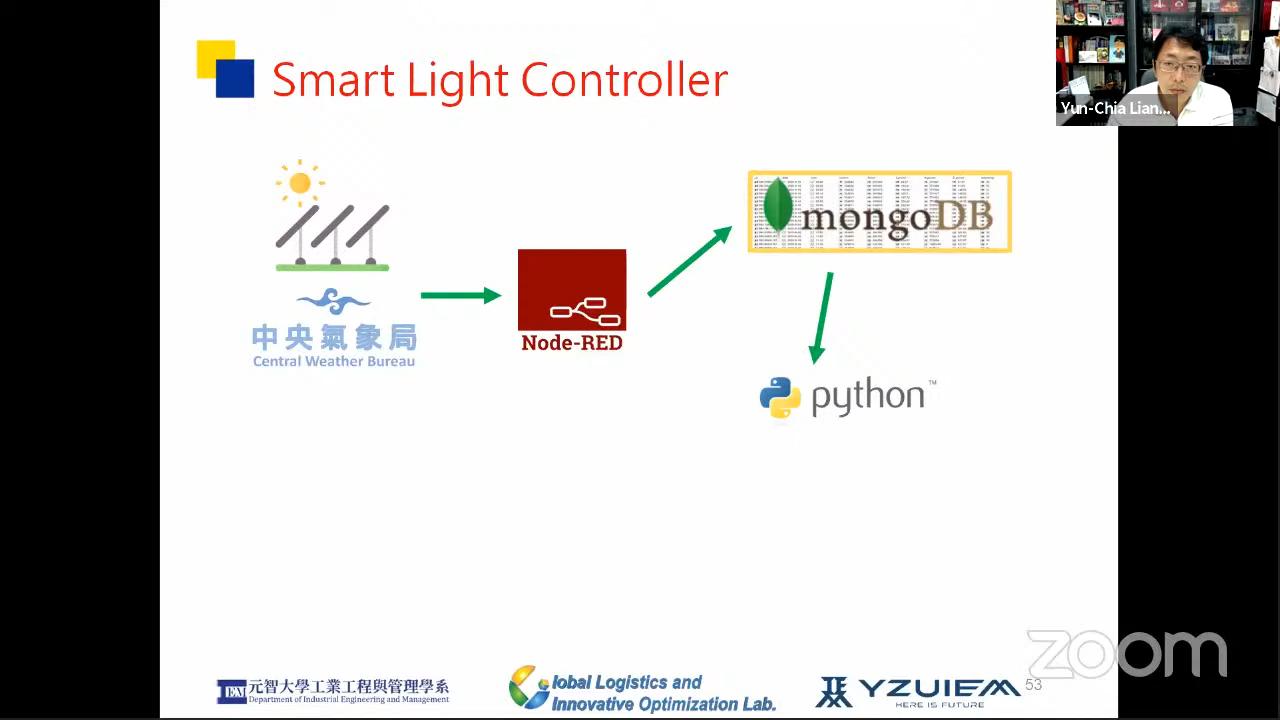 Smart Light Controller
Yun-Chia Lian...
mongoDB
中央氣象局
Central Weather Bureau
Node-RED
python™
IEM 元智大學工業工程與管理學系
Department of Industrial Engineering and Management
Global Logistics and
Innovative Optimization Lab.
YZUIEM
HERE IS FUTURE
53
zoom